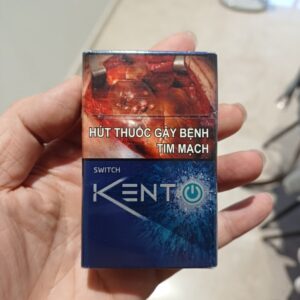 HÚT THUỐC GÂY BỆNH
TIM MẠCH
SWITCH
KENT